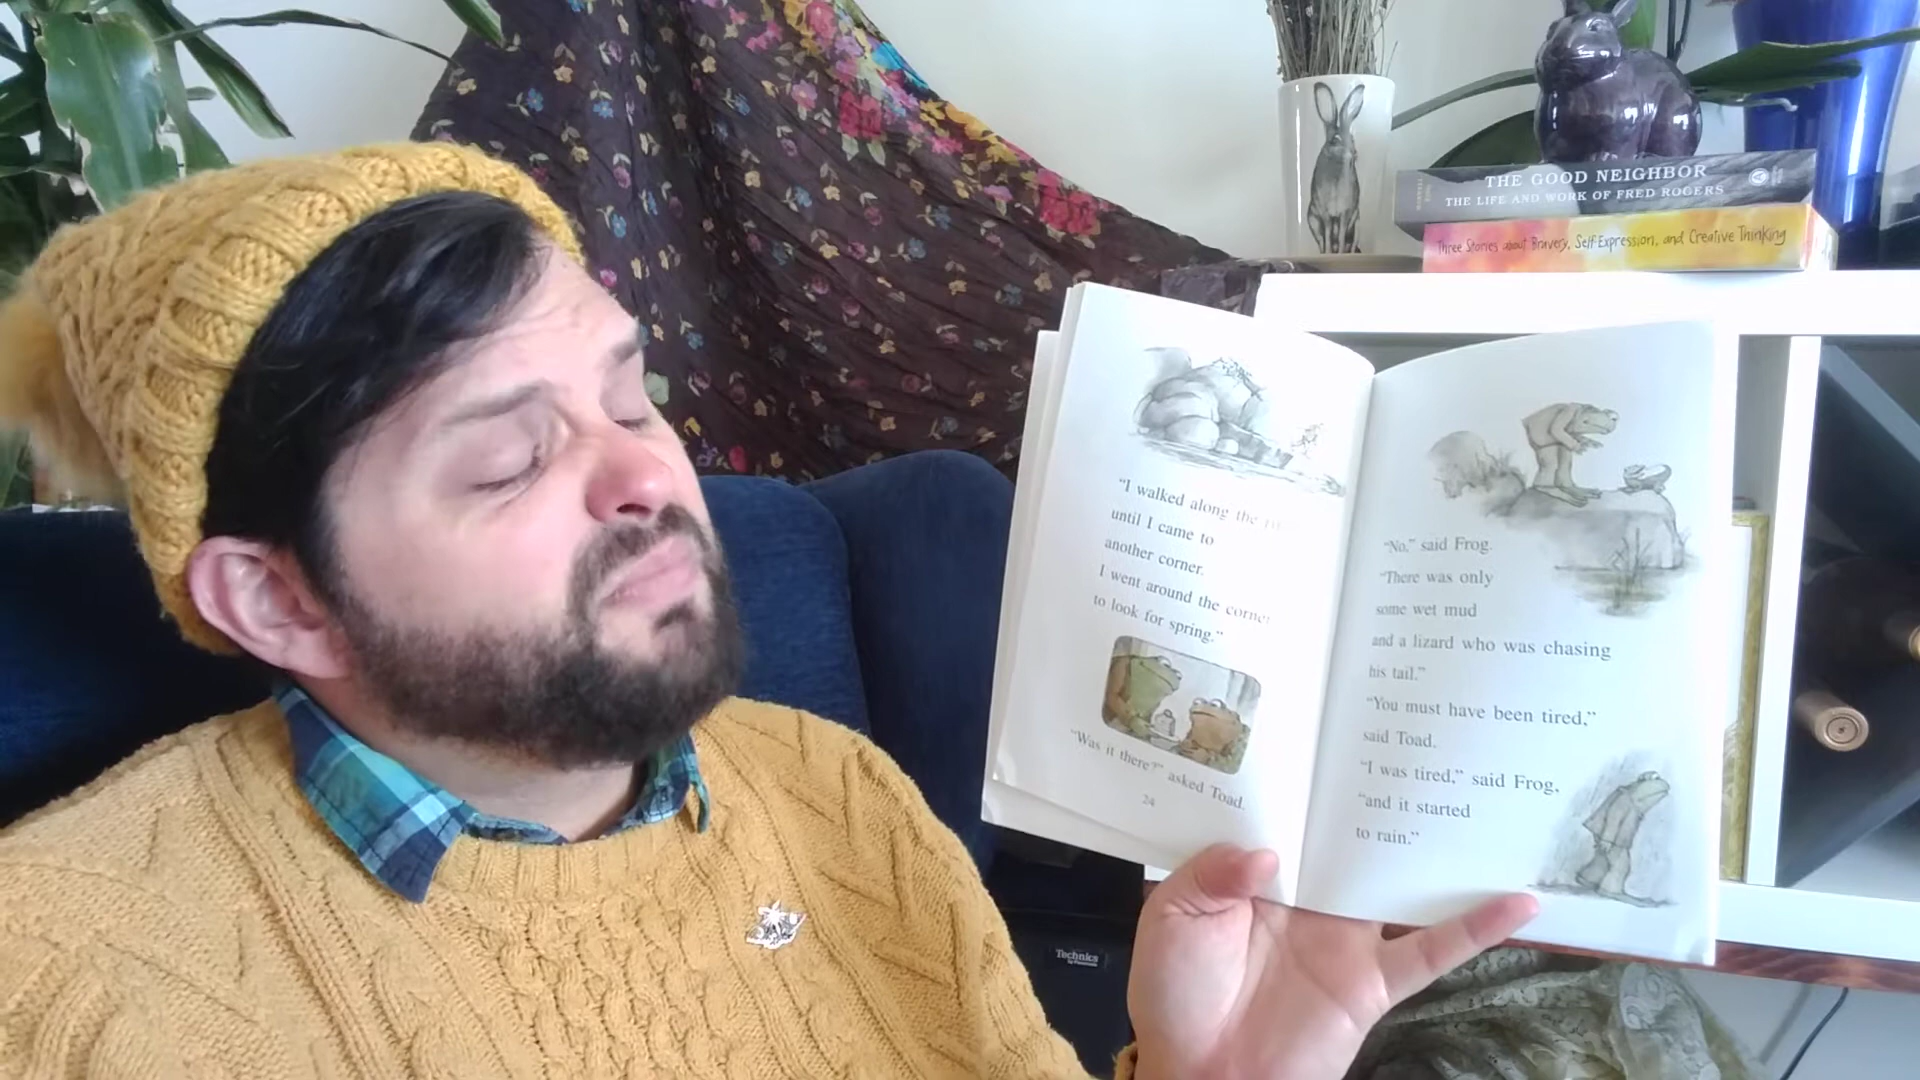 THE GOOD NEIGHBOR
THE LIFE AND WORK OF FRED ROGERS
Three Stories about Bravery, Self-Expression, and Creative Thinking
“I walked along the
until I came to
another corner.
I went around the corner
to look for spring.”
“Was it there?” asked Toad.
24
“No,” said Frog.
“There was only
some wet mud
and a lizard who was chasing
his tail.”
“You must have been tired,”
said Toad.
“I was tired,” said Frog,
“and it started
to rain.”
Technics